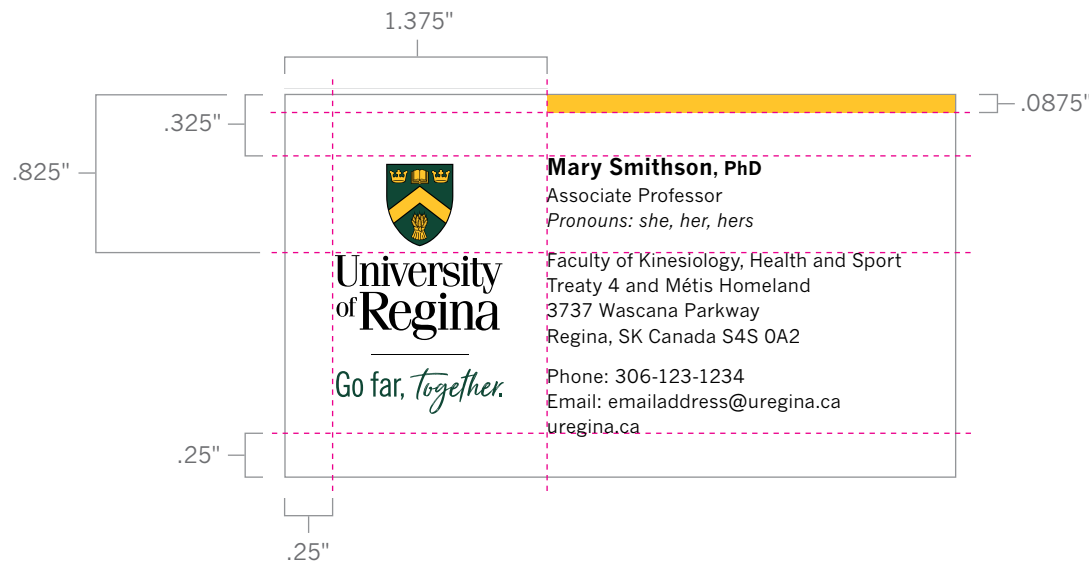 1.375"
.0875"
.325"
.825"
Mary Smithson, PhD
Associate Professor
Pronouns: she, her, hers
University
of Regina
Faculty of Kinesiology, Health and Sport
Treaty 4 and Métis Homeland
3737 Wascana Parkway
Regina, SK Canada S4S 0A2
Go far, together.
Phone: 306-123-1234
Email: emailaddress@uregina.ca
uregina.ca
.25"
.25"